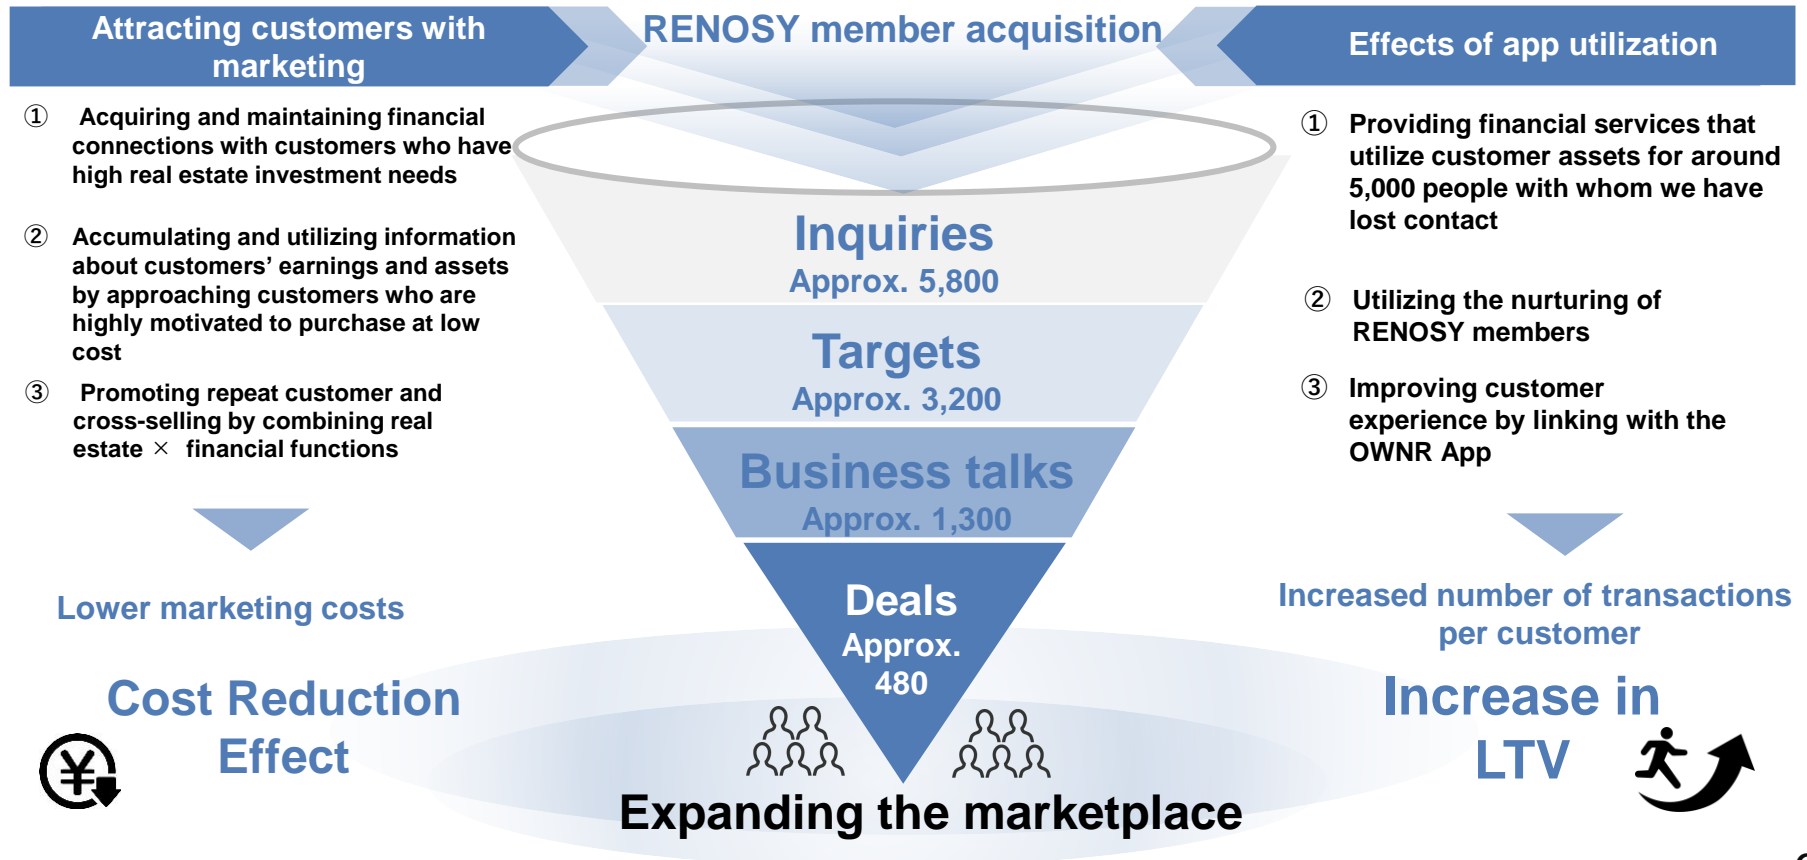 Attracting customers with
marketing
① Acquiring and maintaining financial
connections with customers who have
high real estate investment needs
② Accumulating and utilizing information
about customers’ earnings and assets
by approaching customers who are
highly motivated to purchase at low
cost
③ Promoting repeat customer and
cross-selling by combining real
estate × financial functions
Lower marketing costs
Cost Reduction
Effect
¥
RENOSY member acquisition
Inquiries
Approx. 5,800
Targets
Approx. 3,200
Business talks
Approx. 1,300
Deals
Approx.
480
Expanding the marketplace
Effects of app utilization
① Providing financial services that
utilize customer assets for around
5,000 people with whom we have
lost contact
② Utilizing the nurturing of
RENOSY members
③ Improving customer
experience by linking with the
OWNR App
Increased number of transactions
per customer
Increase in
LTV